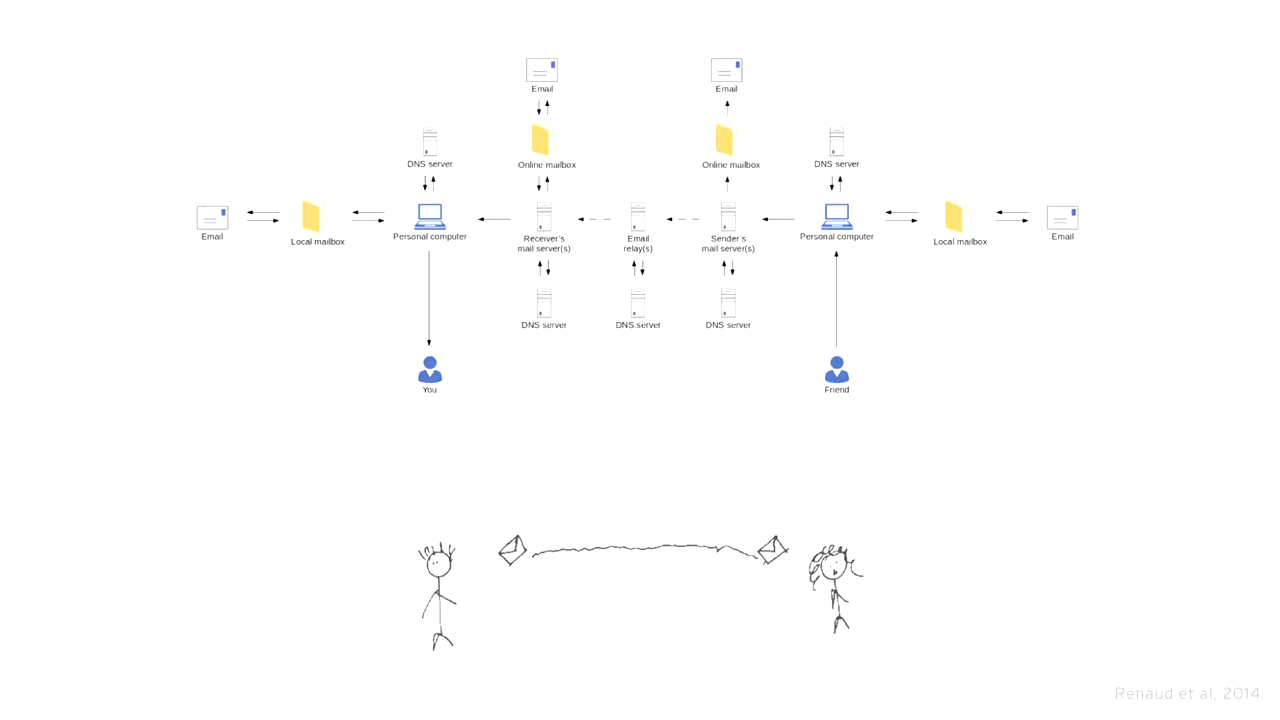 Email
Email
DNS server
Online mailbox
Online mailbox
DNS server
Email
Local mailbox
Personal computer
Receiver's
mail server(s)
Email
relay(s)
Sender's
mail server(s)
Personal computer
Local mailbox
Email
DNS server
DNS server
DNS server
You
Friend
Renaud et al, 2014